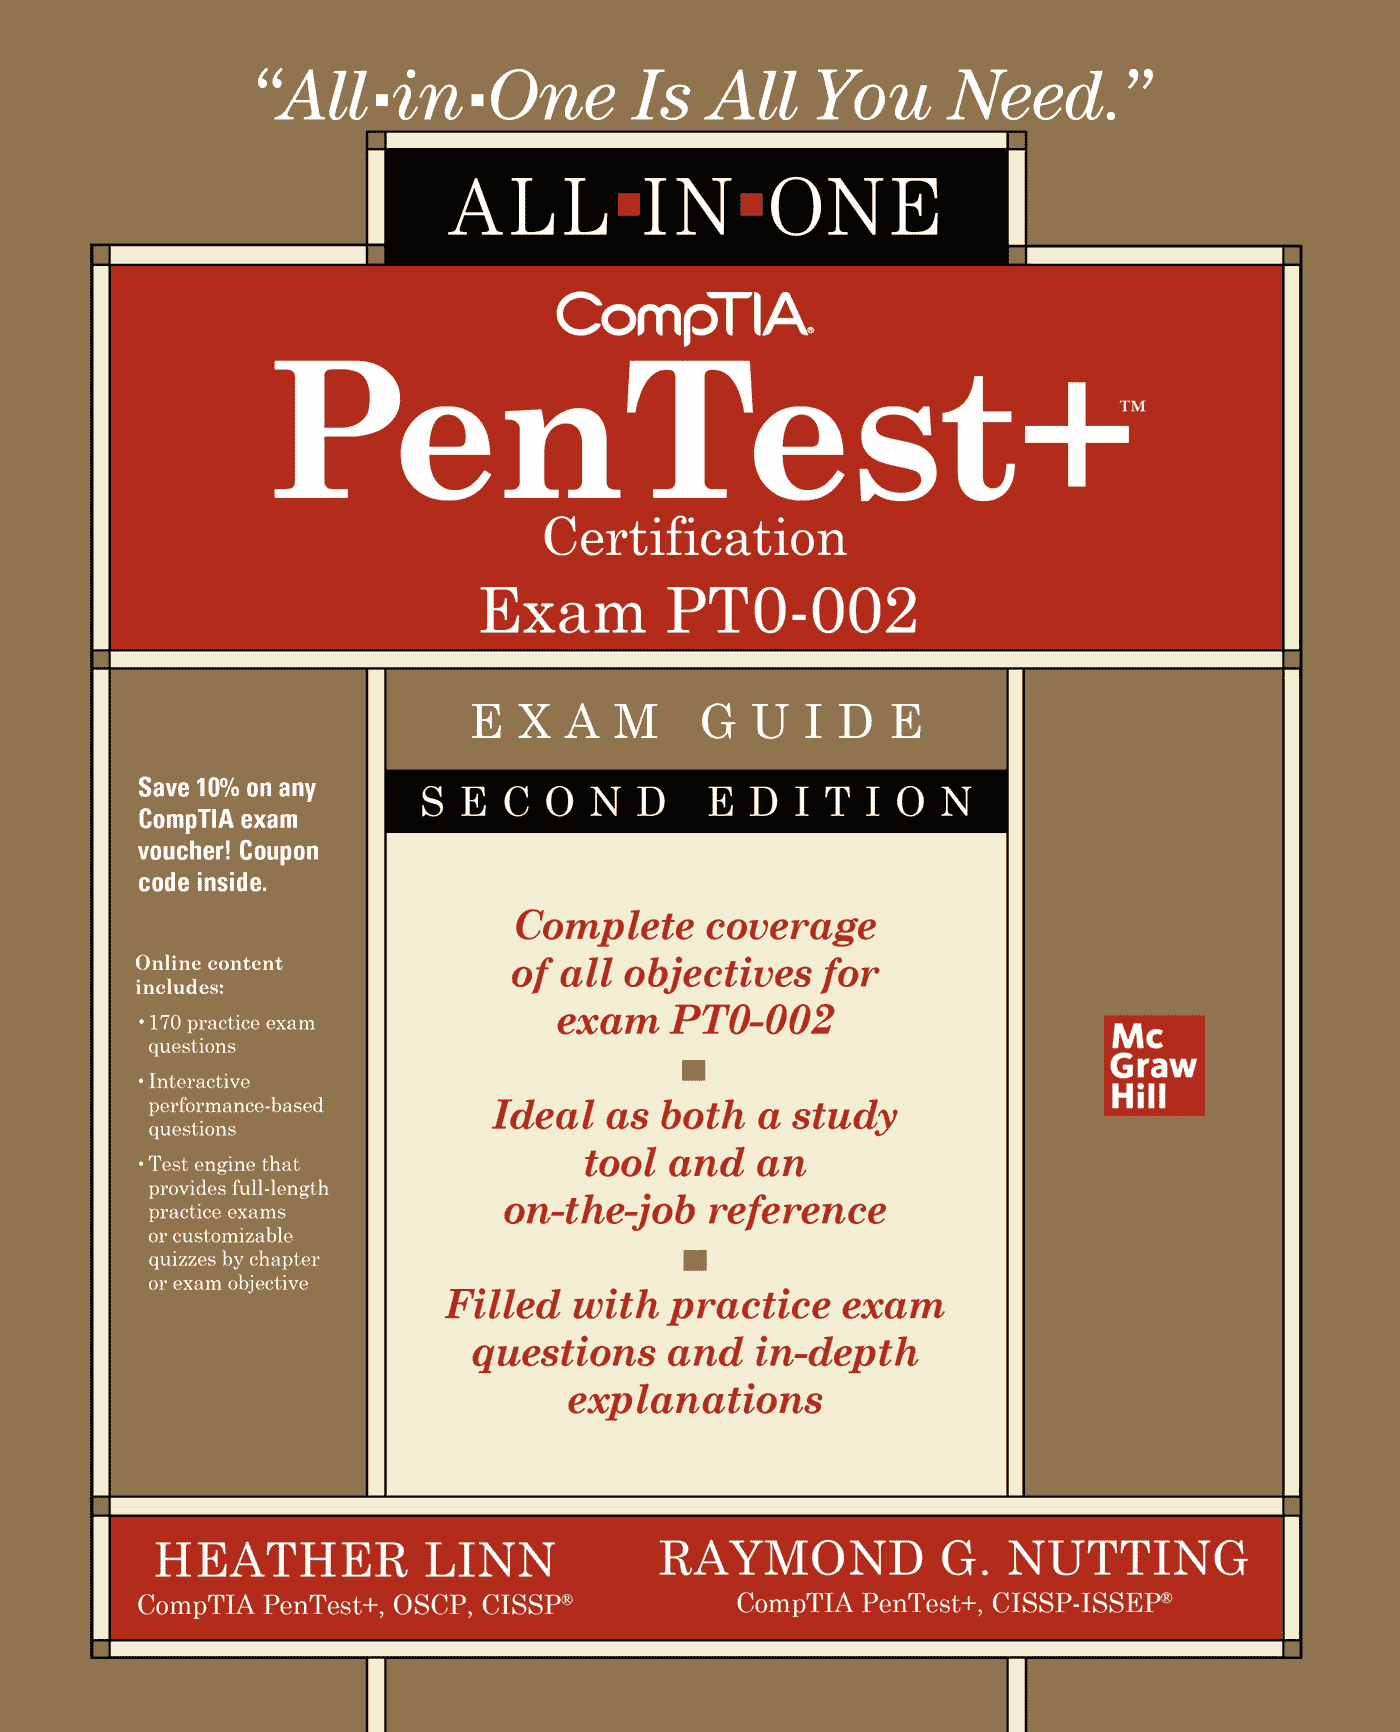 “All▪in▪One Is All You Need.”
ALL▪IN▪ONE
CompTIA®
PenTest+™
Certification
Exam PT0-002
EXAM GUIDE
SECOND EDITION
Save 10% on any
CompTIA exam
voucher! Coupon
code inside.
Online content
includes:
• 170 practice exam
questions
• Interactive
performance-based
questions
• Test engine that
provides full-length
practice exams
or customizable
quizzes by chapter
or exam objective
Complete coverage
of all objectives for
exam PT0-002
Ideal as both a study
tool and an
on-the-job reference
Filled with practice exam
questions and in-depth
explanations
Mc
Graw
Hill
HEATHER LINN
CompTIA PenTest+, OSCP, CISSP®
RAYMOND G. NUTTING
CompTIA PenTest+, CISSP-ISSEP®